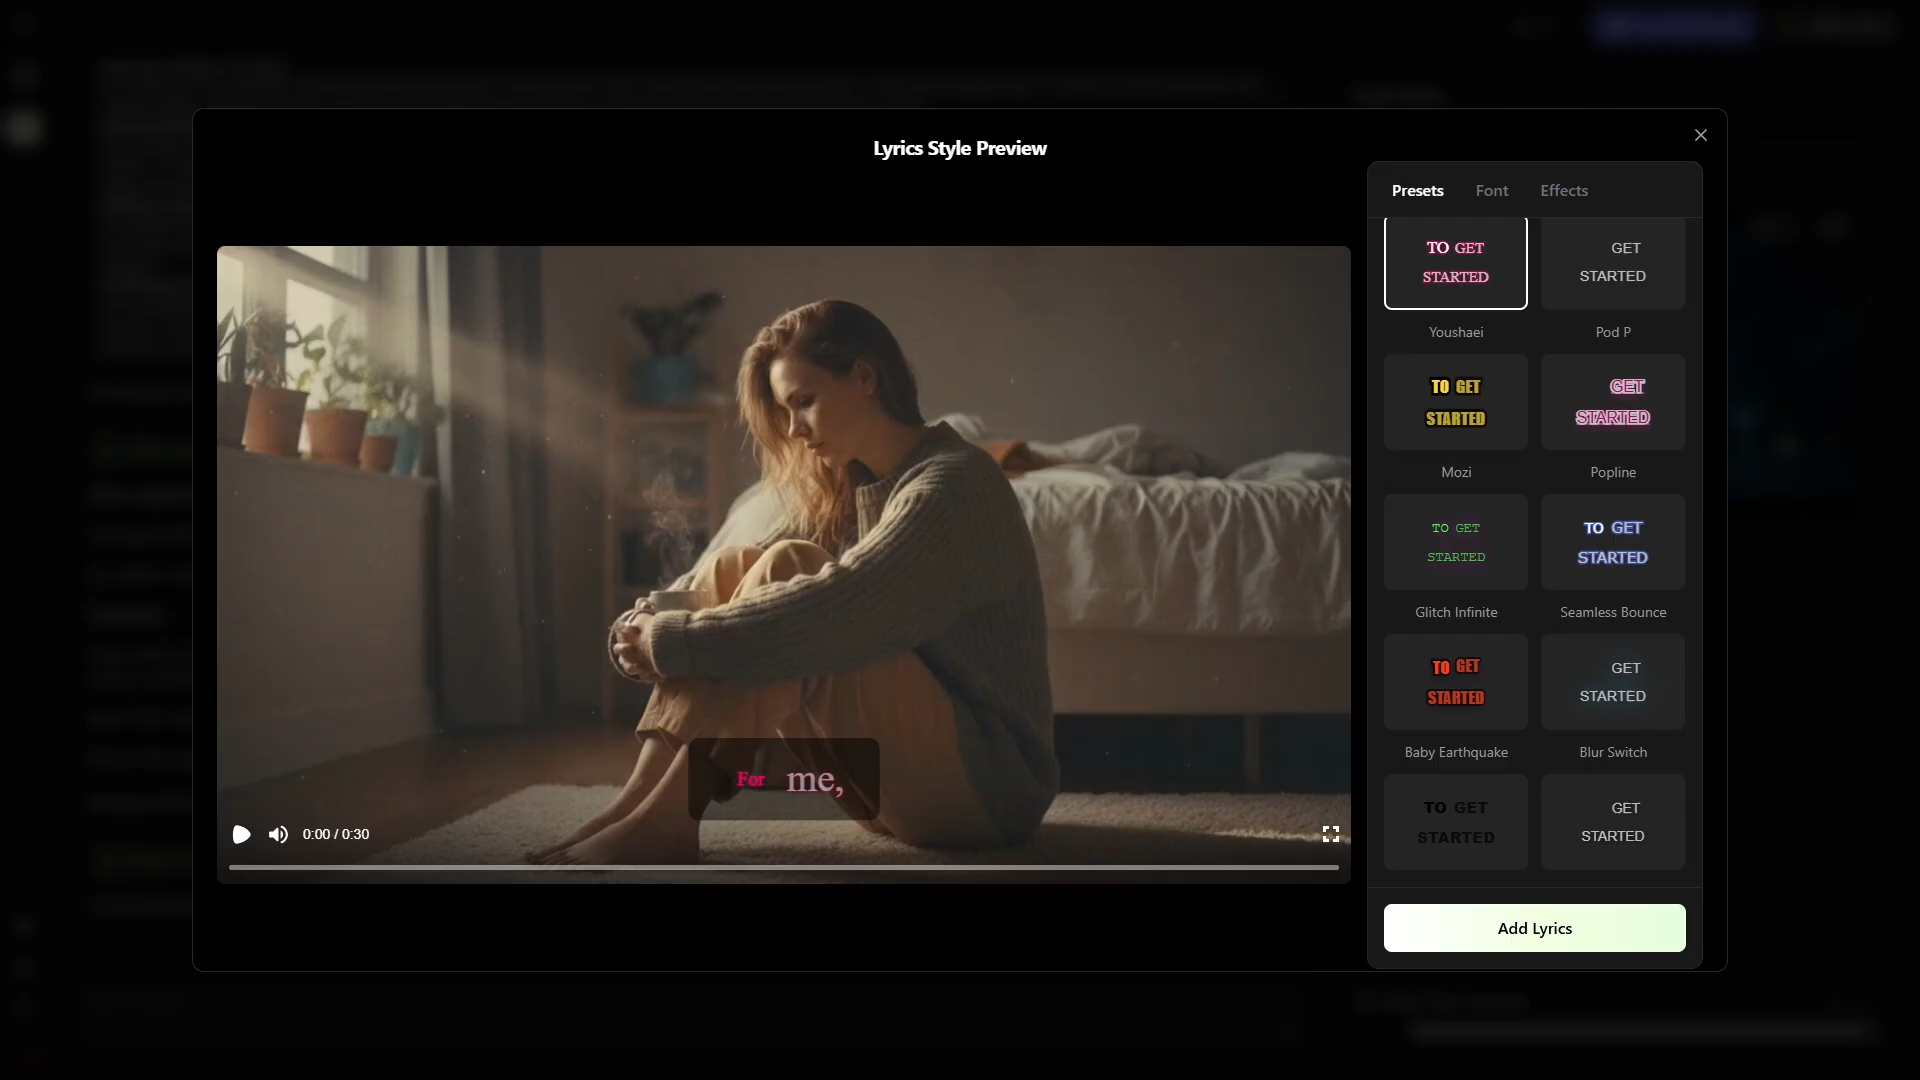 Lyrics Style Preview
Presets Font Effects
TO GET
STARTED
GET
STARTED
Youshaei
Pod P
TO GET
STARTED
GET
STARTED
Mozi
Popline
TO GET
STARTED
TO GET
STARTED
Glitch Infinite
Seamless Bounce
TO GET
STARTED
GET
STARTED
Baby Earthquake
Blur Switch
TO GET
STARTED
GET
STARTED
For me,
0:00 / 0:30
Add Lyrics